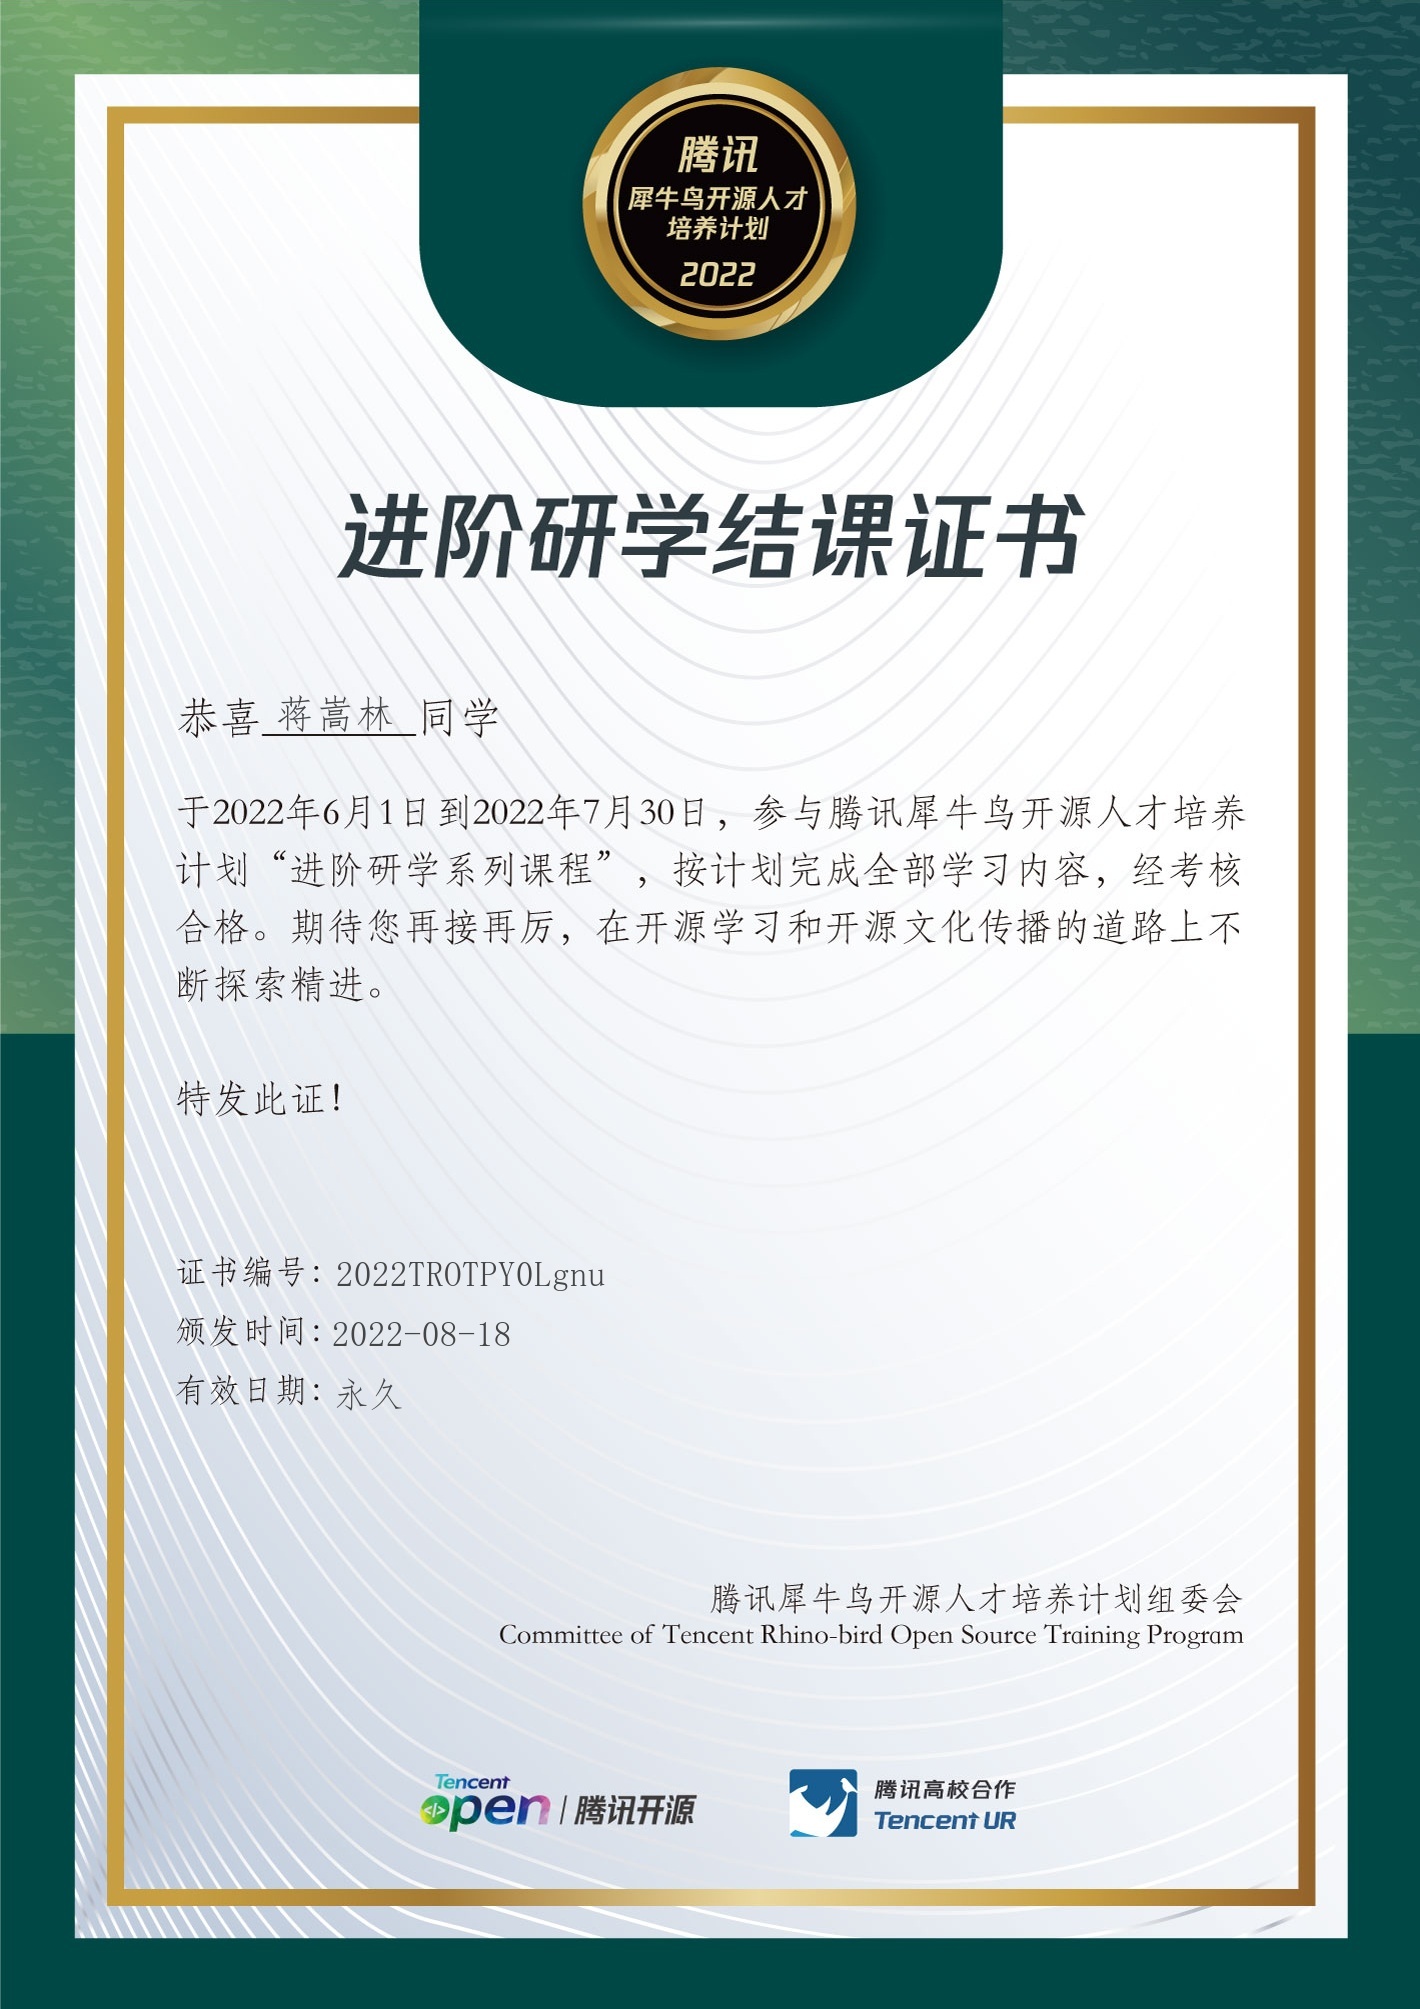 腾讯
犀牛鸟开源人才
培养计划
2022
进阶研学结课证书
恭喜 蒋嵩林 同学
于2022年6月1日到2022年7月30日，参与腾讯犀牛鸟开源人才培养
计划“进阶研学系列课程”，按计划完成全部学习内容，经考核
合格。期待您再接再厉，在开源学习和开源文化传播的道路上不
断探索精进。
特发此证！
证书编号：2022TROTPY0Lgnu
颁发时间：2022-08-18
有效日期：永久
腾讯犀牛鸟开源人才培养计划组委会
Committee of Tencent Rhino-bird Open Source Training Program
Tencent
open | 腾讯开源
腾讯高校合作
Tencent UR